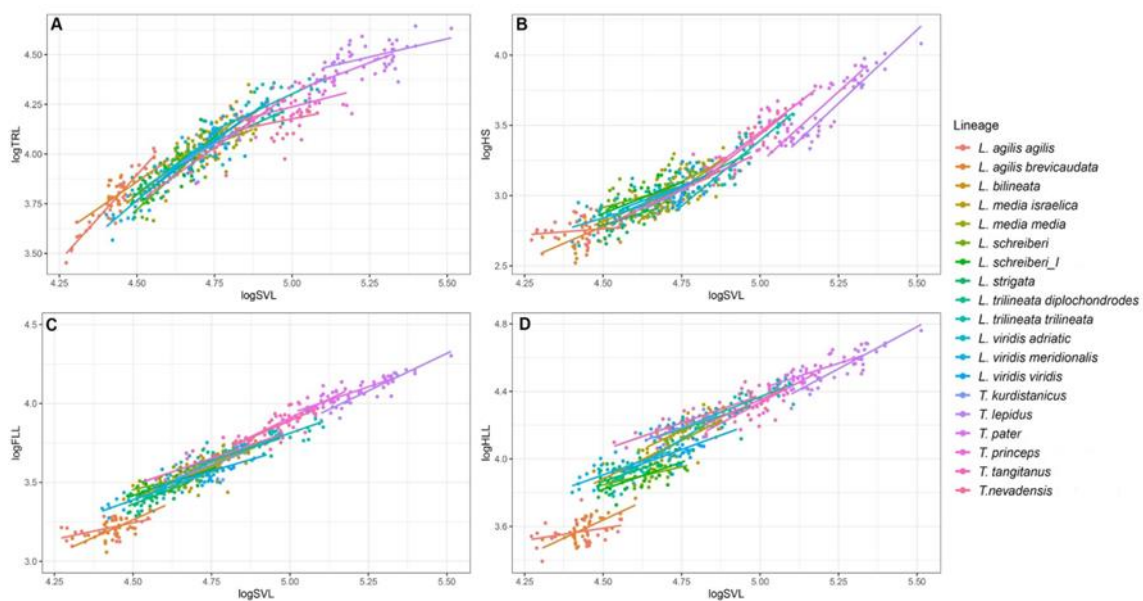 A
logTRL
4.50
4.25
4.00
3.75
3.50
4.25 4.50 4.75 5.00 5.25 5.50
logSVL
B
logHS
4.0
3.5
3.0
2.5
4.25 4.50 4.75 5.00 5.25 5.50
logSVL
C
logFLL
4.5
4.0
3.5
3.0
4.25 4.50 4.75 5.00 5.25 5.50
logSVL
D
logHLL
4.8
4.4
4.0
3.6
4.25 4.50 4.75 5.00 5.25 5.50
logSVL
Lineage
L. agilis agilis
L. agilis brevicaudata
L. bilineata
L. media israelica
L. media media
L. schreiberi
L. schreiberi_I
L. strigata
L. trilineata diplochondrodes
L. trilineata trilineata
L. viridis adriatic
L. viridis meridionalis
L. viridis viridis
T. kurdistanicus
T. lepidus
T. pater
T. princeps
T. tangitanus
T.nevadensis